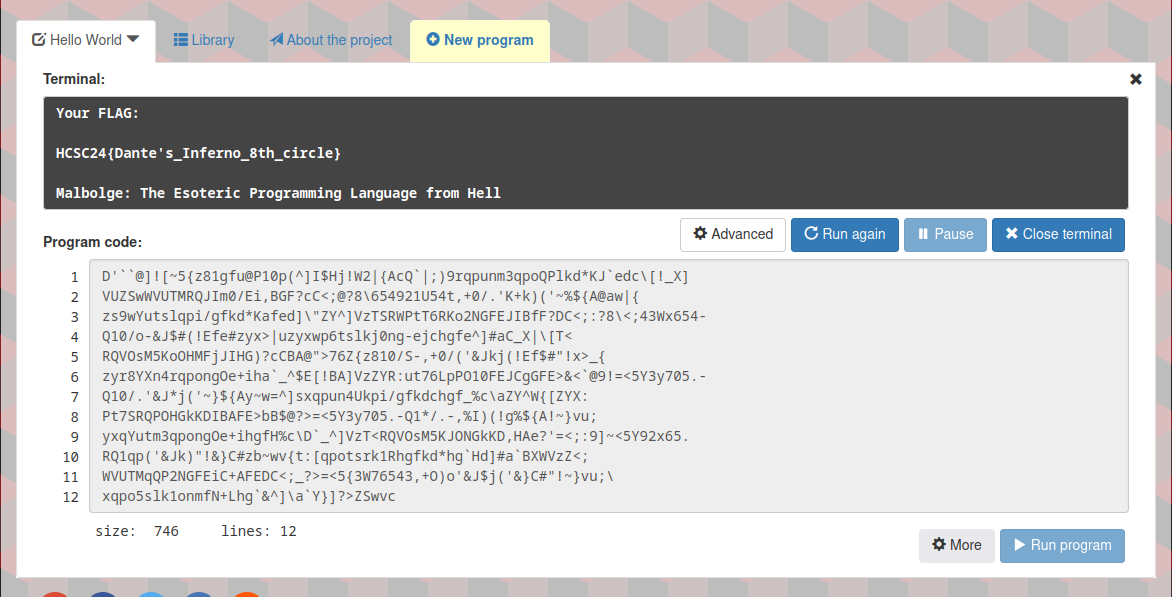 Hello World
Library
About the project
New program
Terminal:
Your FLAG:
HCSC24{Dante's_Inferno_8th_circle}
Malbolge: The Esoteric Programming Language from Hell
Advanced
Run again
Pause
Close terminal
Program code:
1 D'``@]![~5{z81gfu@P10p(^]I$Hj!W2|{AcQ`|;)9rqpunm3qpoQPlkd*KJ`edc\[!_X]
2 VUZSwWVUTMRQJIm0/Ei,BGF?cC<;@?8\654921U54t,+0/.'K+k)('~%${A@aw|{
3 zs9wYutslqpi/gfkd*Kafed]\"ZY^]VzTSRWPtT6RKo2NGFEJIBfF?DC<;:?8\<;43Wx654-
4 Q10/o-&J$#(!Efe#zyx>|uzyxwp6tslkj0ng-ejchgfe^]#aC_X|\[T<
5 RQVOsM5KoOHMFjJIHG)?cCBA@">76Z{z810/S-,+0/('&Jkj(!Ef$#"!x>_{
6 zyr8YXn4rqpongOe+iha`_^$E[!BA]VzZYR:ut76LpPO10FEJCgGFE>&<`@9!=<5Y3y705.-
7 Q10/.'&J*j('~}${Ay~w=^]sxqpun4Ukpi/gfkdchgf_%c\aZY^W{[ZYX:
8 Pt7SRQPOHGkKDIBAFE>bB$@?>=<5Y3y705.-Q1*/.-,%I)(!g%${A!~}vu;
9 yxqYutm3qpongOe+ihgfH%c\D`_^]VzT<RQVOsM5KJONGkKD,HAe?'=<;:9]~<5Y92x65.
10 RQ1qp('&Jk)"!&}C#zb~wv{t:[qpotsrk1Rhgfkd*hg`Hd]#a`BXWVzZ<;
11 WVUTMqQP2NGFEiC+AFEDC<;_?>=<5{3W76543,+O)o'&J$j('&}C#"!~}vu;\
12 xqpo5slk1onmfN+Lhg`&^]\a`Y}]?>ZSwvc
size: 746 lines: 12
More
Run program